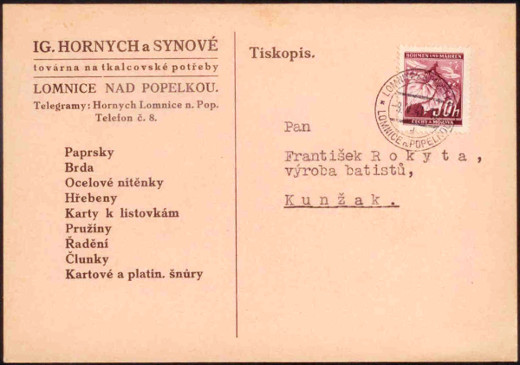 IG. HORNYCH a SYNOVÉ
továrna na tkalcovské potřeby
LOMNICE NAD POPELKOU.
Telegramy: Hornych Lomnice n. Pop.
Telefon č. 8.
Paprsky
Brda
Ocelové nitěnky
Hřebeny
Karty k listovkám
Pružiny
Řadění
Člunky
Kartové a platin. šnůry
Tiskopis.
BÖHMEN UND MÄHREN
30h
ČECHY A MORAVA
LOMNICE n. POPELKOU
Pan
František Rokyta,
výroba batistů,
Kunžak.